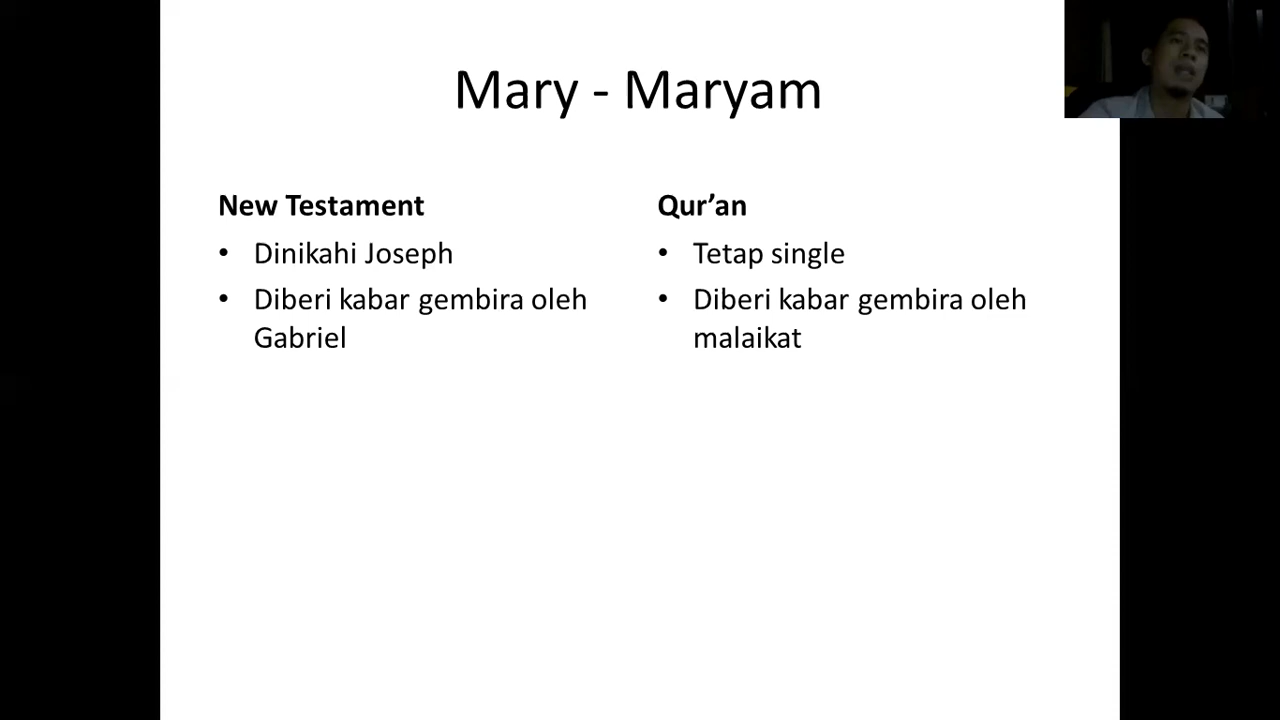 Mary - Maryam
New Testament
• Dinikahi Joseph
• Diberi kabar gembira oleh
Gabriel
Qur’an
• Tetap single
• Diberi kabar gembira oleh
malaikat